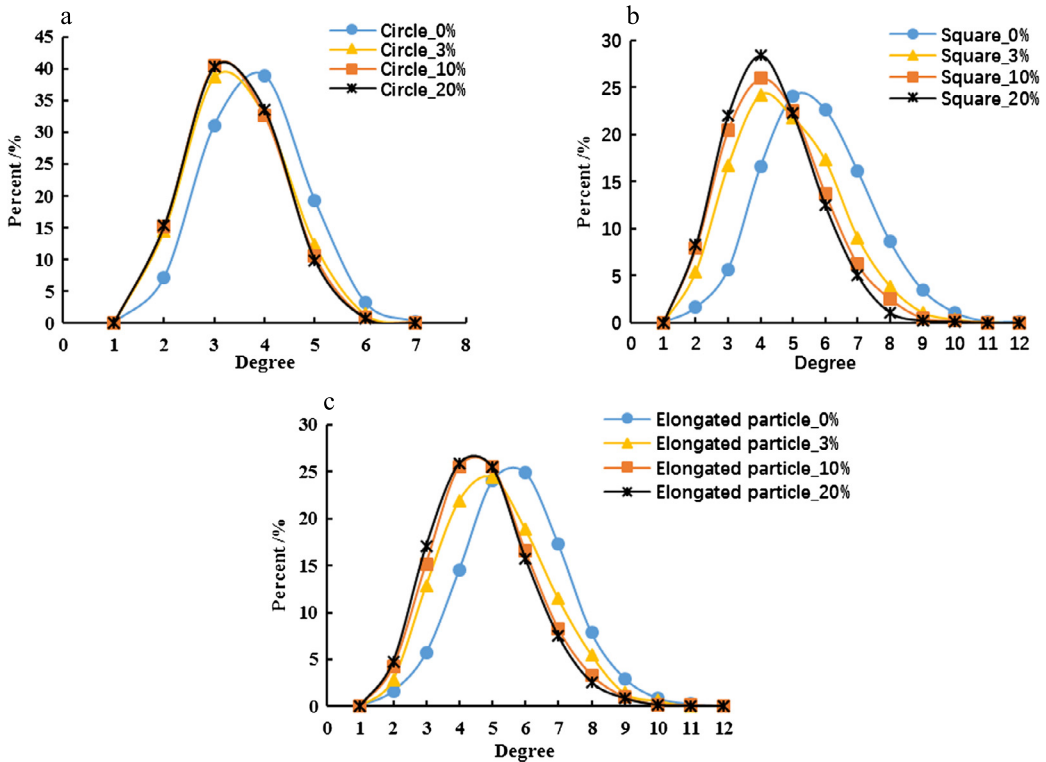 a
Circle_0%
Circle_3%
Circle_10%
Circle_20%
Percent /%
45
40
35
30
25
20
15
10
5
0
0 1 2 3 4 5 6 7 8
Degree
b
Square_0%
Square_3%
Square_10%
Square_20%
Percent /%
30
25
20
15
10
5
0
0 1 2 3 4 5 6 7 8 9 10 11 12
Degree
c
Elongated particle_0%
Elongated particle_3%
Elongated particle_10%
Elongated particle_20%
Percent /%
30
25
20
15
10
5
0
0 1 2 3 4 5 6 7 8 9 10 11 12
Degree